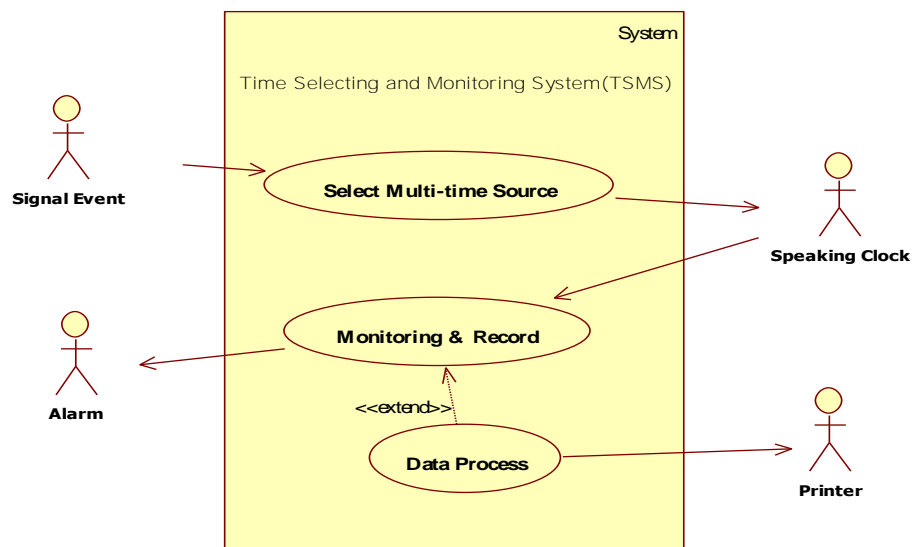 System
Time Selecting and Monitoring System(TSMS)
Signal Event
Select Multi-time Source
Speaking Clock
Monitoring & Record
Alarm
<<extend>>
Data Process
Printer